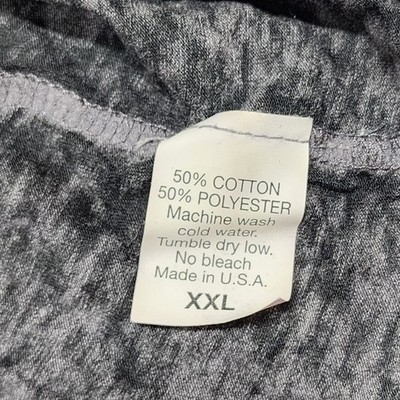 50% COTTON
50% POLYESTER
Machine wash
cold water.
Tumble dry low.
No bleach
Made in U.S.A.
XXL